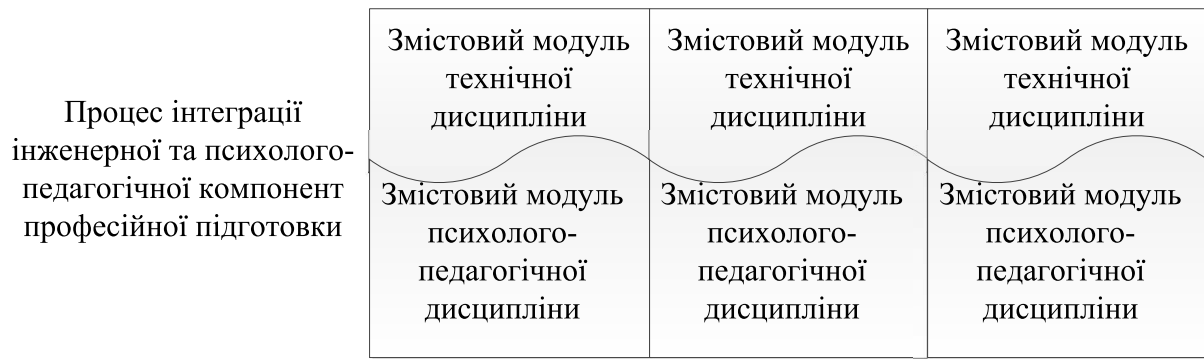 Процес інтеграції
інженерної та психолого-
педагогічної компонент
професійної підготовки
Змістовий модуль
технічної
дисципліни
Змістовий модуль
технічної
дисципліни
Змістовий модуль
технічної
дисципліни
Змістовий модуль
психолого-
педагогічної
дисципліни
Змістовий модуль
психолого-
педагогічної
дисципліни
Змістовий модуль
психолого-
педагогічної
дисципліни